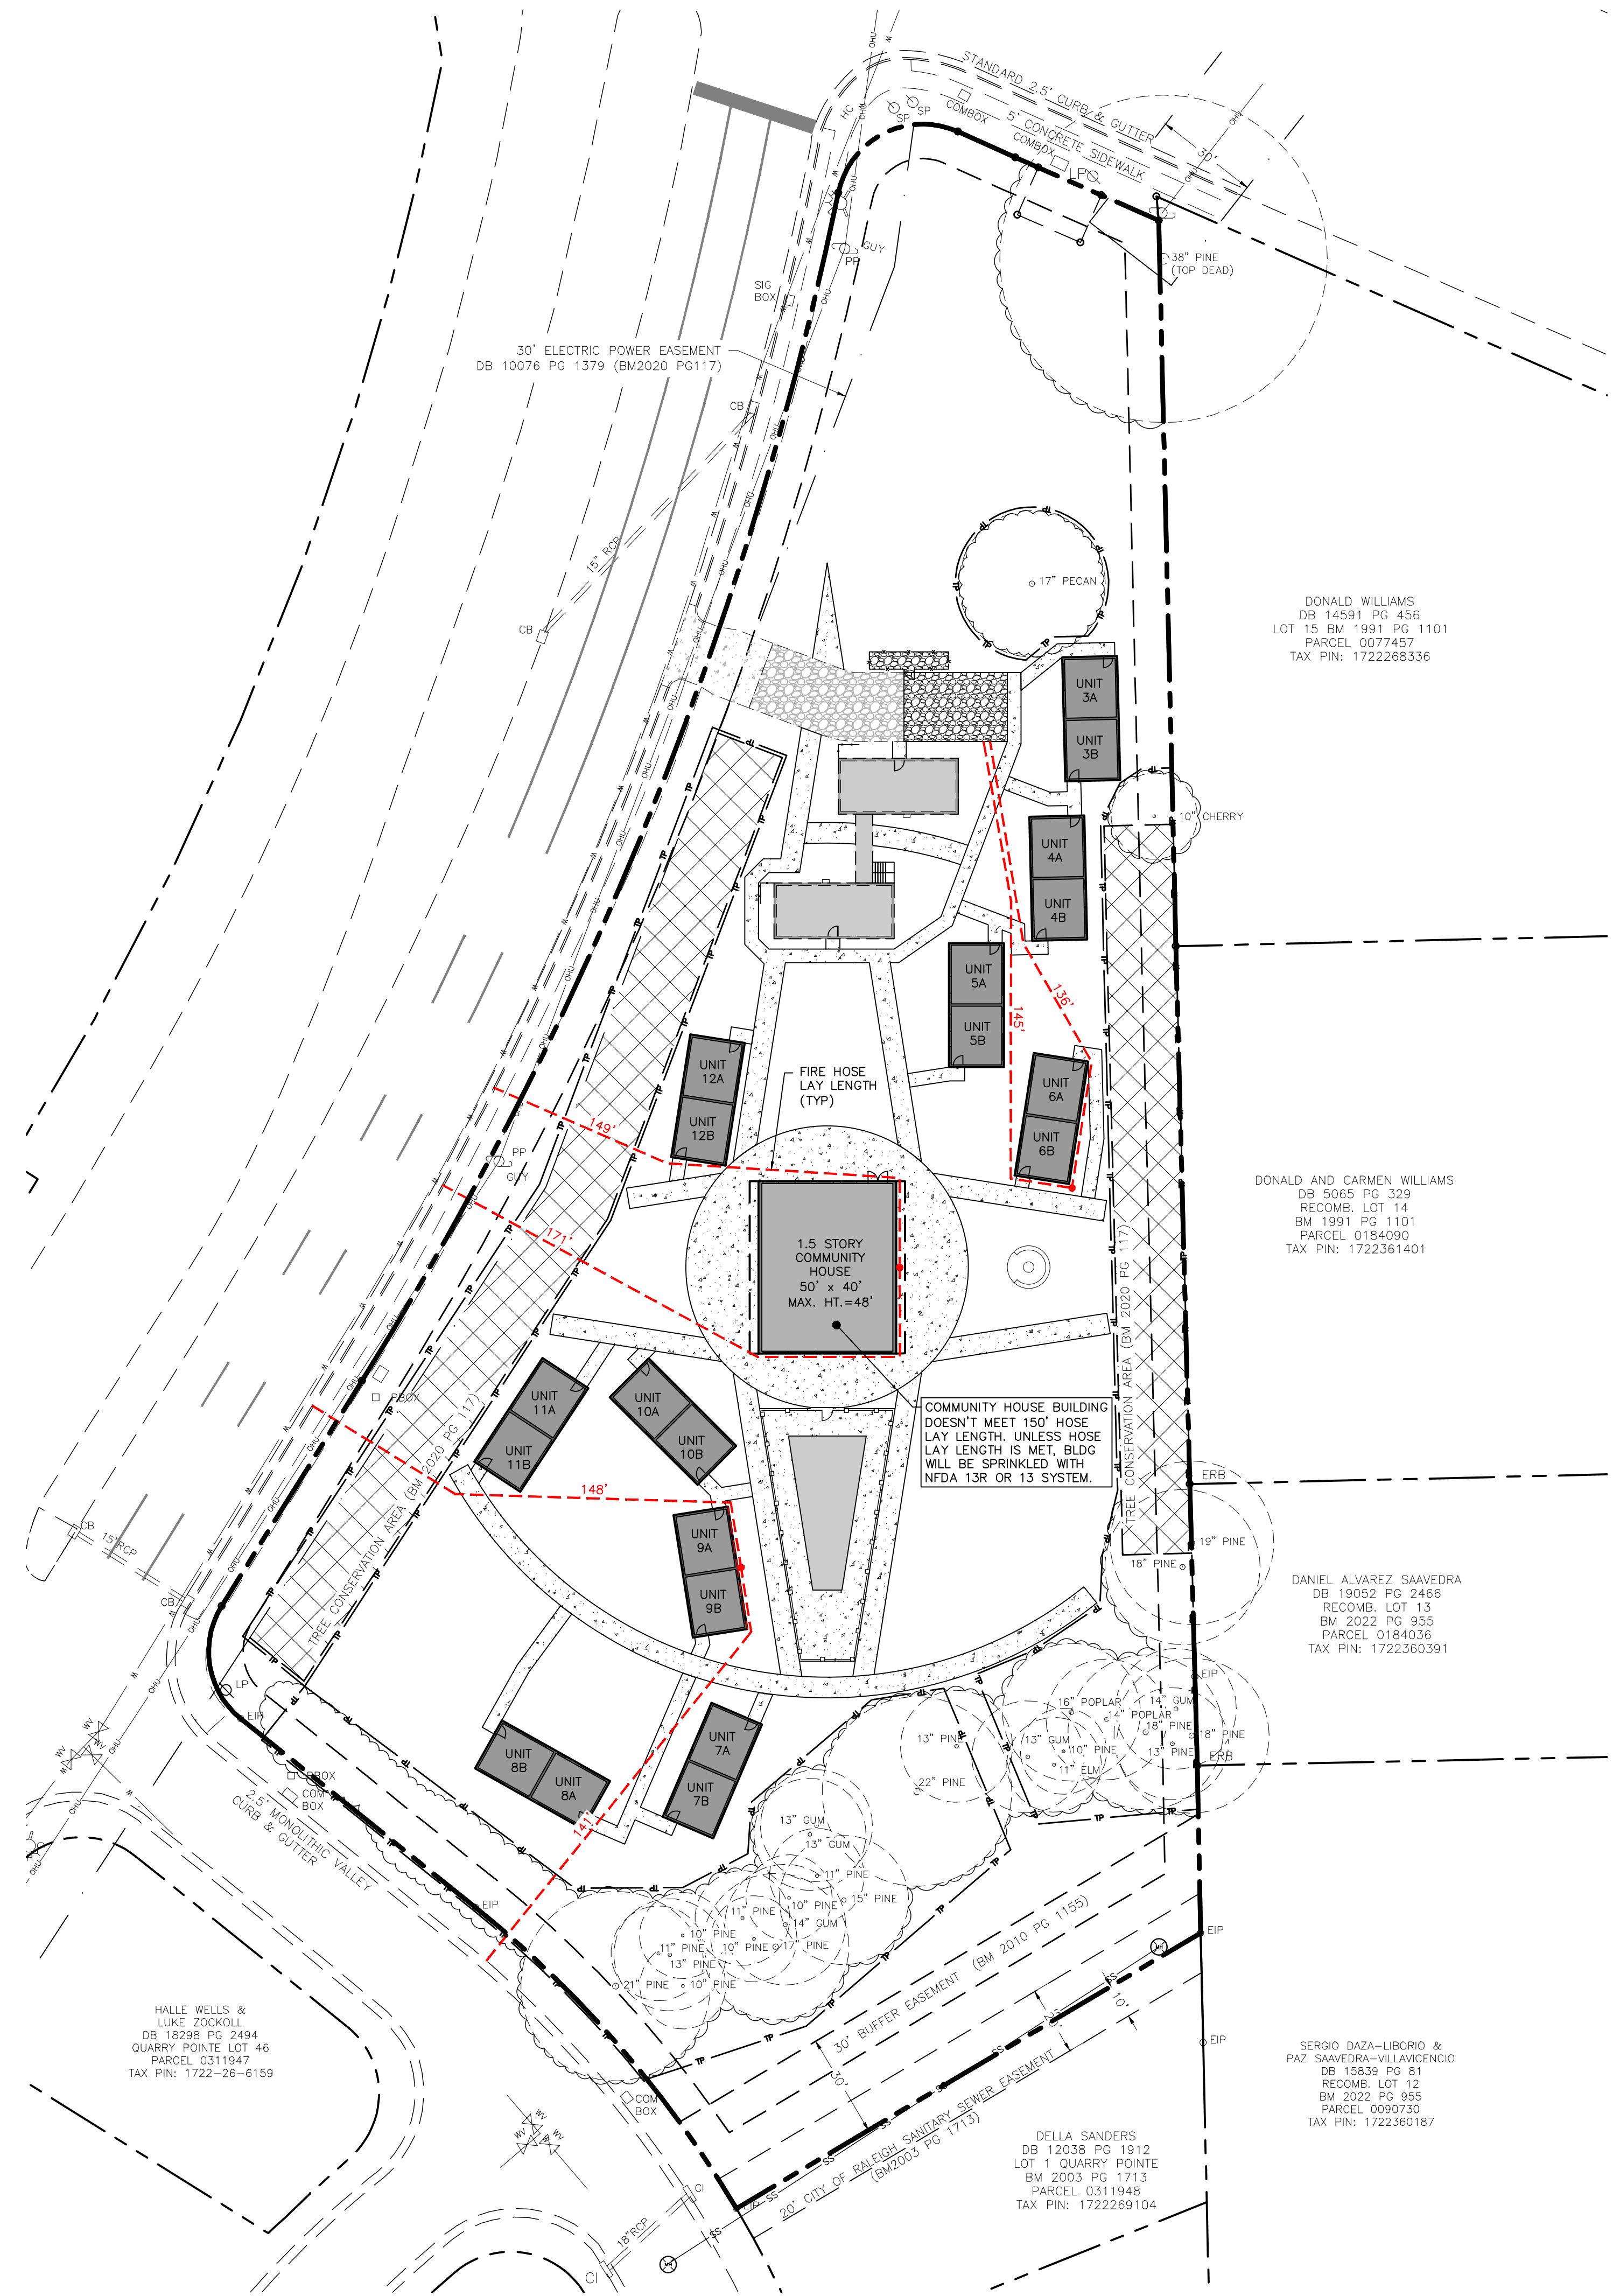 STANDARD 2.5' CURB & GUTTER
5' CONCRETE SIDEWALK
COMBOX
COMBOX
HC
SP
SP
LP
30'
OHU
OHU
W
38" PINE
(TOP DEAD)
GUY
PP
SIG
BOX
30' ELECTRIC POWER EASEMENT
DB 10076 PG 1379 (BM2020 PG117)
CB
15" RCP
CB
17" PECAN
DONALD WILLIAMS
DB 14591 PG 456
LOT 15 BM 1991 PG 1101
PARCEL 0077457
TAX PIN: 1722268336
UNIT
3A
UNIT
3B
10" CHERRY
UNIT
4A
UNIT
4B
UNIT
5A
UNIT
5B
136'
145'
UNIT
6A
UNIT
6B
UNIT
12A
UNIT
12B
FIRE HOSE
LAY LENGTH
(TYP)
149'
PP
GUY
171'
1.5 STORY
COMMUNITY
HOUSE
50' x 40'
MAX. HT.=48'
DONALD AND CARMEN WILLIAMS
DB 5065 PG 329
RECOMB. LOT 14
BM 1991 PG 1101
PARCEL 0184090
TAX PIN: 1722361401
TREE CONSERVATION AREA (BM 2020 PG 117)
PBOX
UNIT
11A
UNIT
11B
UNIT
10A
UNIT
10B
COMMUNITY HOUSE BUILDING
DOESN'T MEET 150' HOSE
LAY LENGTH. UNLESS HOSE
LAY LENGTH IS MET, BLDG
WILL BE SPRINKLED WITH
NFDA 13R OR 13 SYSTEM.
TREE CONSERVATION AREA (BM 2020 PG 117)
148'
ERB
CB
15"RCP
CB
UNIT
9A
UNIT
9B
19" PINE
18" PINE
DANIEL ALVAREZ SAAVEDRA
DB 19052 PG 2466
RECOMB. LOT 13
BM 2022 PG 955
PARCEL 0184036
TAX PIN: 1722360391
LP
EIP
EIP
16" POPLAR
14" GUM
14" POPLAR
18" PINE
18" PINE
13" PINE
13" GUM
10" PINE
13" PINE
11" ELM
ERB
22" PINE
UNIT
7A
UNIT
7B
UNIT
8B
UNIT
8A
WV
WV
WV
PBOX
COM
BOX
2.5' MONOLITHIC VALLEY
CURB & GUTTER
141'
13" GUM
13" GUM
11" PINE
10" PINE
15" PINE
11" PINE
14" GUM
10" PINE
11" PINE
10" PINE
17" PINE
13" PINE
21" PINE
10" PINE
EIP
EIP
30' BUFFER EASEMENT (BM 2010 PG 1155)
30'
20'
10'
SS
EIP
HALLE WELLS &
LUKE ZOCKOLL
DB 18298 PG 2494
QUARRY POINTE LOT 46
PARCEL 0311947
TAX PIN: 1722-26-6159
SERGIO DAZA-LIBORIO &
PAZ SAAVEDRA-VILLAVICENCIO
DB 15839 PG 81
RECOMB. LOT 12
BM 2022 PG 955
PARCEL 0090730
TAX PIN: 1722360187
COM
BOX
WV
WV
WV
20' CITY OF RALEIGH SANITARY SEWER EASEMENT
(BM2003 PG 1713)
DELLA SANDERS
DB 12038 PG 1912
LOT 1 QUARRY POINTE
BM 2003 PG 1713
PARCEL 0311948
TAX PIN: 1722269104
CI
18"RCP
CI